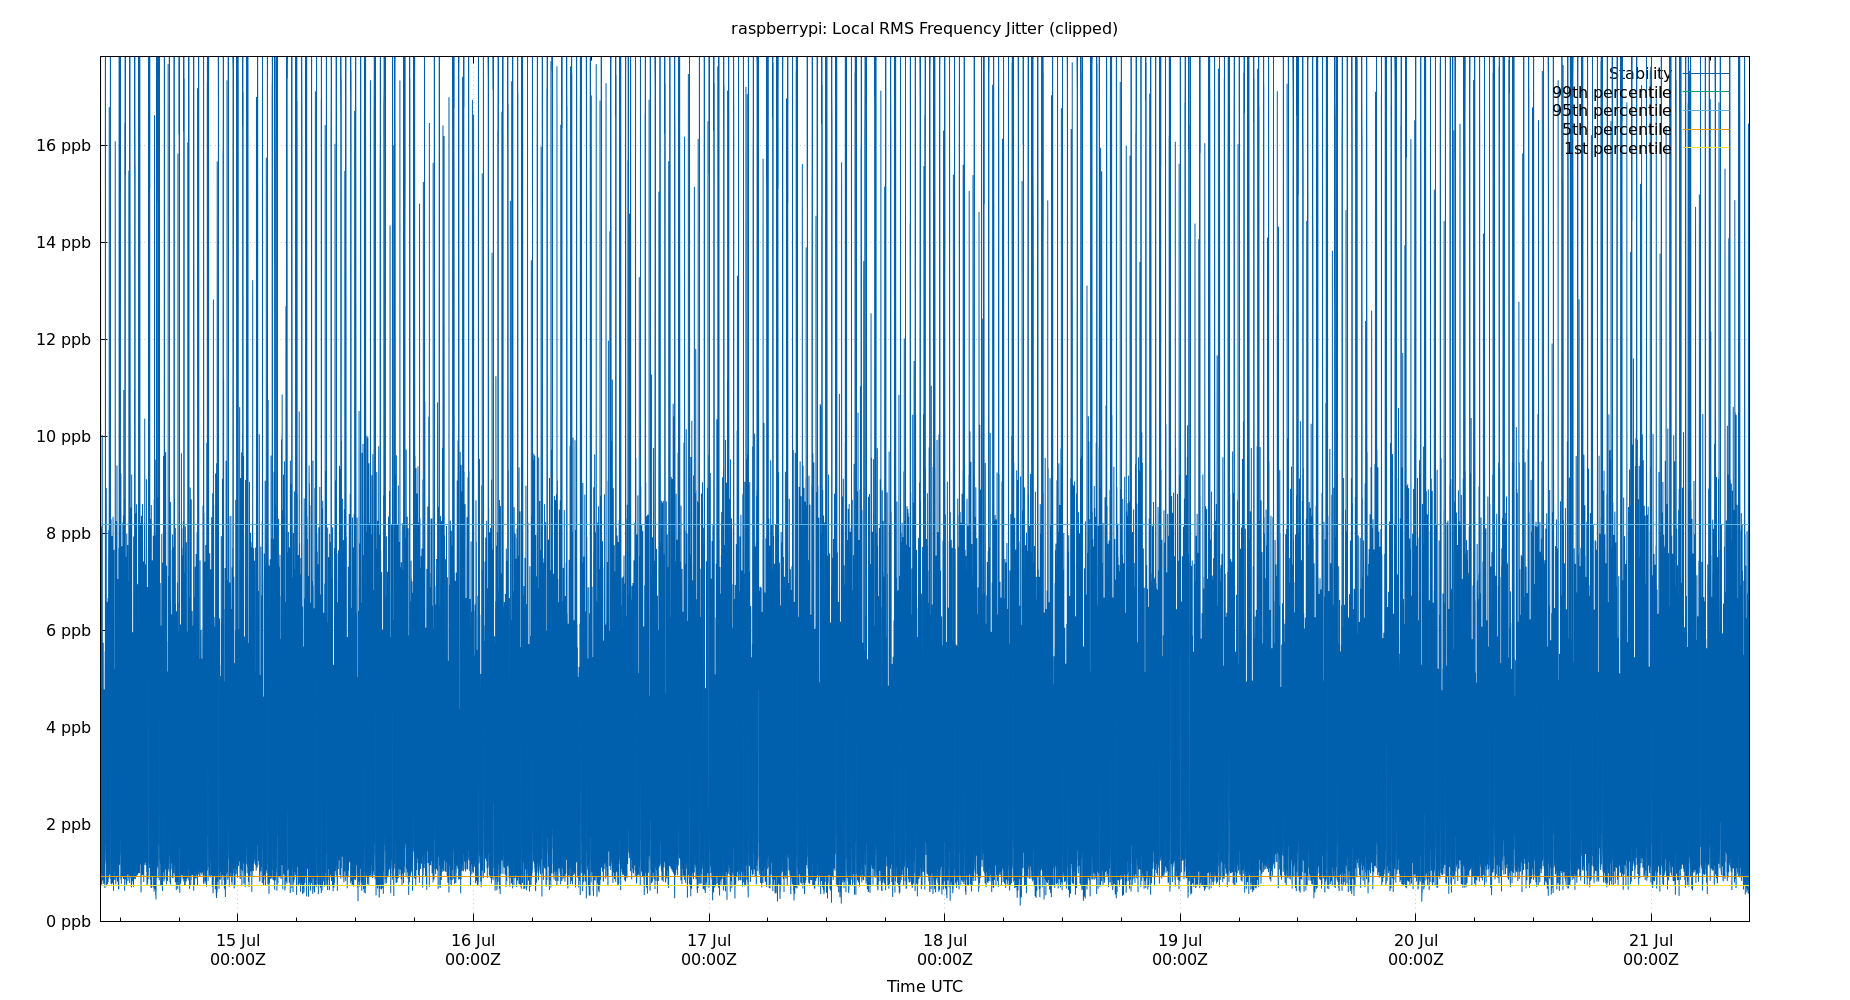 raspberrypi: Local RMS Frequency Jitter (clipped)
Stability
99th percentile
95th percentile
5th percentile
1st percentile
16 ppb
14 ppb
12 ppb
10 ppb
8 ppb
6 ppb
4 ppb
2 ppb
0 ppb
15 Jul 16 Jul 17 Jul 18 Jul 19 Jul 20 Jul 21 Jul
00:00Z 00:00Z 00:00Z 00:00Z 00:00Z 00:00Z 00:00Z
Time UTC